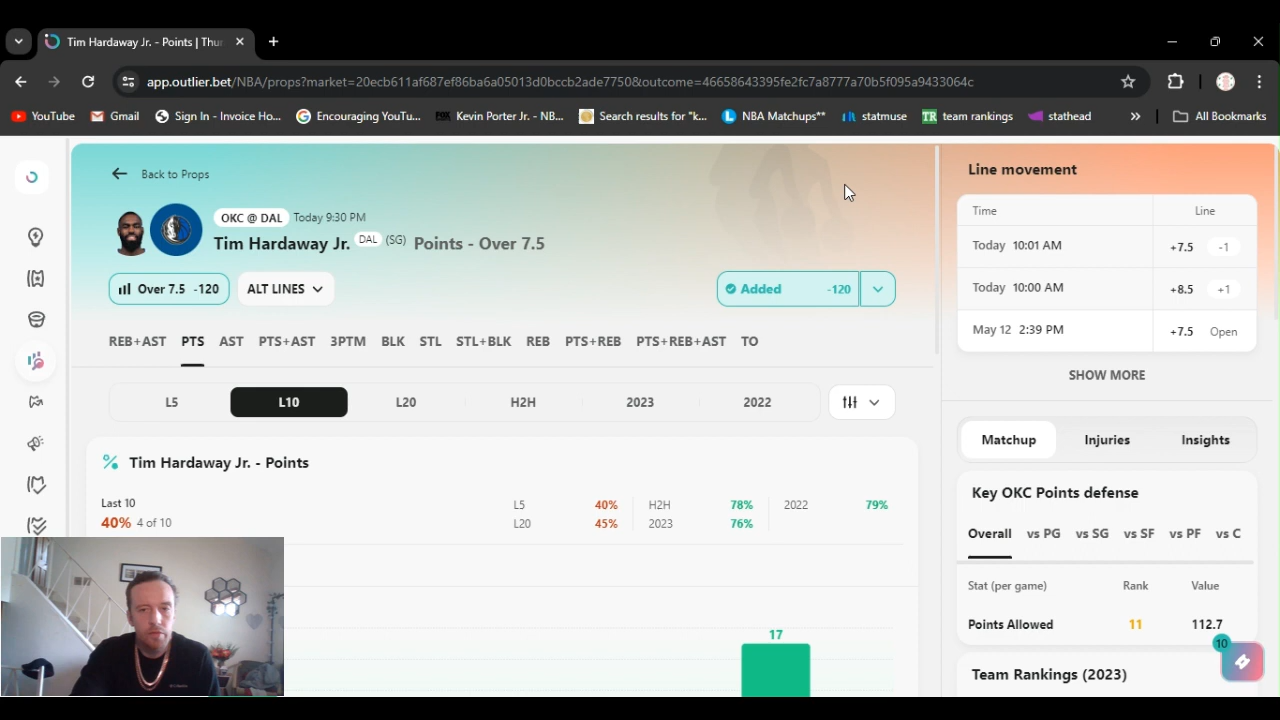 Tim Hardaway Jr. - Points | Thu
app.outlier.bet/NBA/props?market=20ecb611af687ef86ba6a05013d0bccb2ade7750&outcome=46658643395fe2fc7a8777a70b5f095a9433064c
YouTube Gmail Sign In - Invoice Ho... Encouraging YouTu... FOX Kevin Porter Jr. - NB... Search results for "k... NBA Matchups** statmuse TR team rankings stathead » All Bookmarks
Back to Props
OKC @ DAL Today 9:30 PM
Tim Hardaway Jr. DAL (SG) Points - Over 7.5
Over 7.5 -120 ALT LINES
Added -120
REB+AST PTS AST PTS+AST 3PTM BLK STL STL+BLK REB PTS+REB PTS+REB+AST TO
L5 L10 L20 H2H 2023 2022
Tim Hardaway Jr. - Points
Last 10
40% 4 of 10
L5 40% H2H 78% 2022 79%
L20 45% 2023 76%
17
Line movement
Time Line
Today 10:01 AM +7.5 -1
Today 10:00 AM +8.5 +1
May 12 2:39 PM +7.5 Open
SHOW MORE
Matchup Injuries Insights
Key OKC Points defense
Overall vs PG vs SG vs SF vs PF vs C
Stat (per game) Rank Value
Points Allowed 11 112.7
10
Team Rankings (2023)